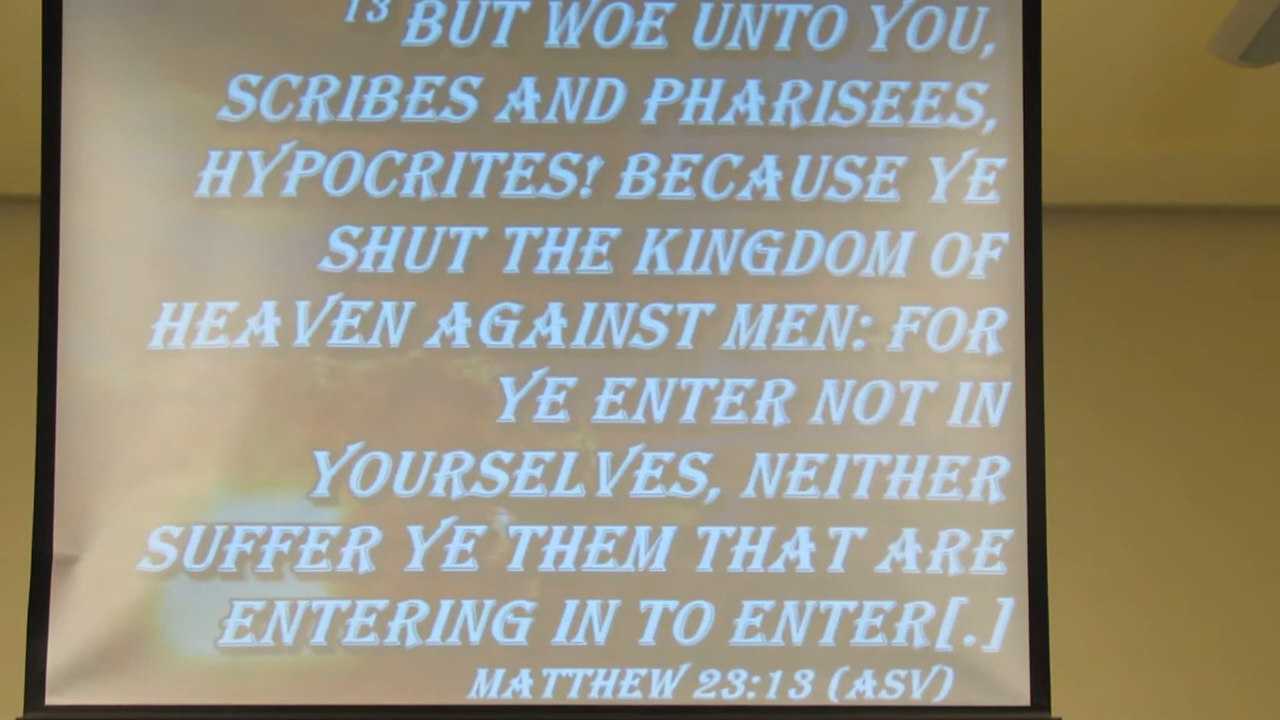 13 BUT WOE UNTO YOU,
SCRIBES AND PHARISEES,
HYPOCRITES! BECAUSE YE
SHUT THE KINGDOM OF
HEAVEN AGAINST MEN: FOR
YE ENTER NOT IN
YOURSELVES, NEITHER
SUFFER YE THEM THAT ARE
ENTERING IN TO ENTER[.]
MATTHEW 23:13 (ASV)